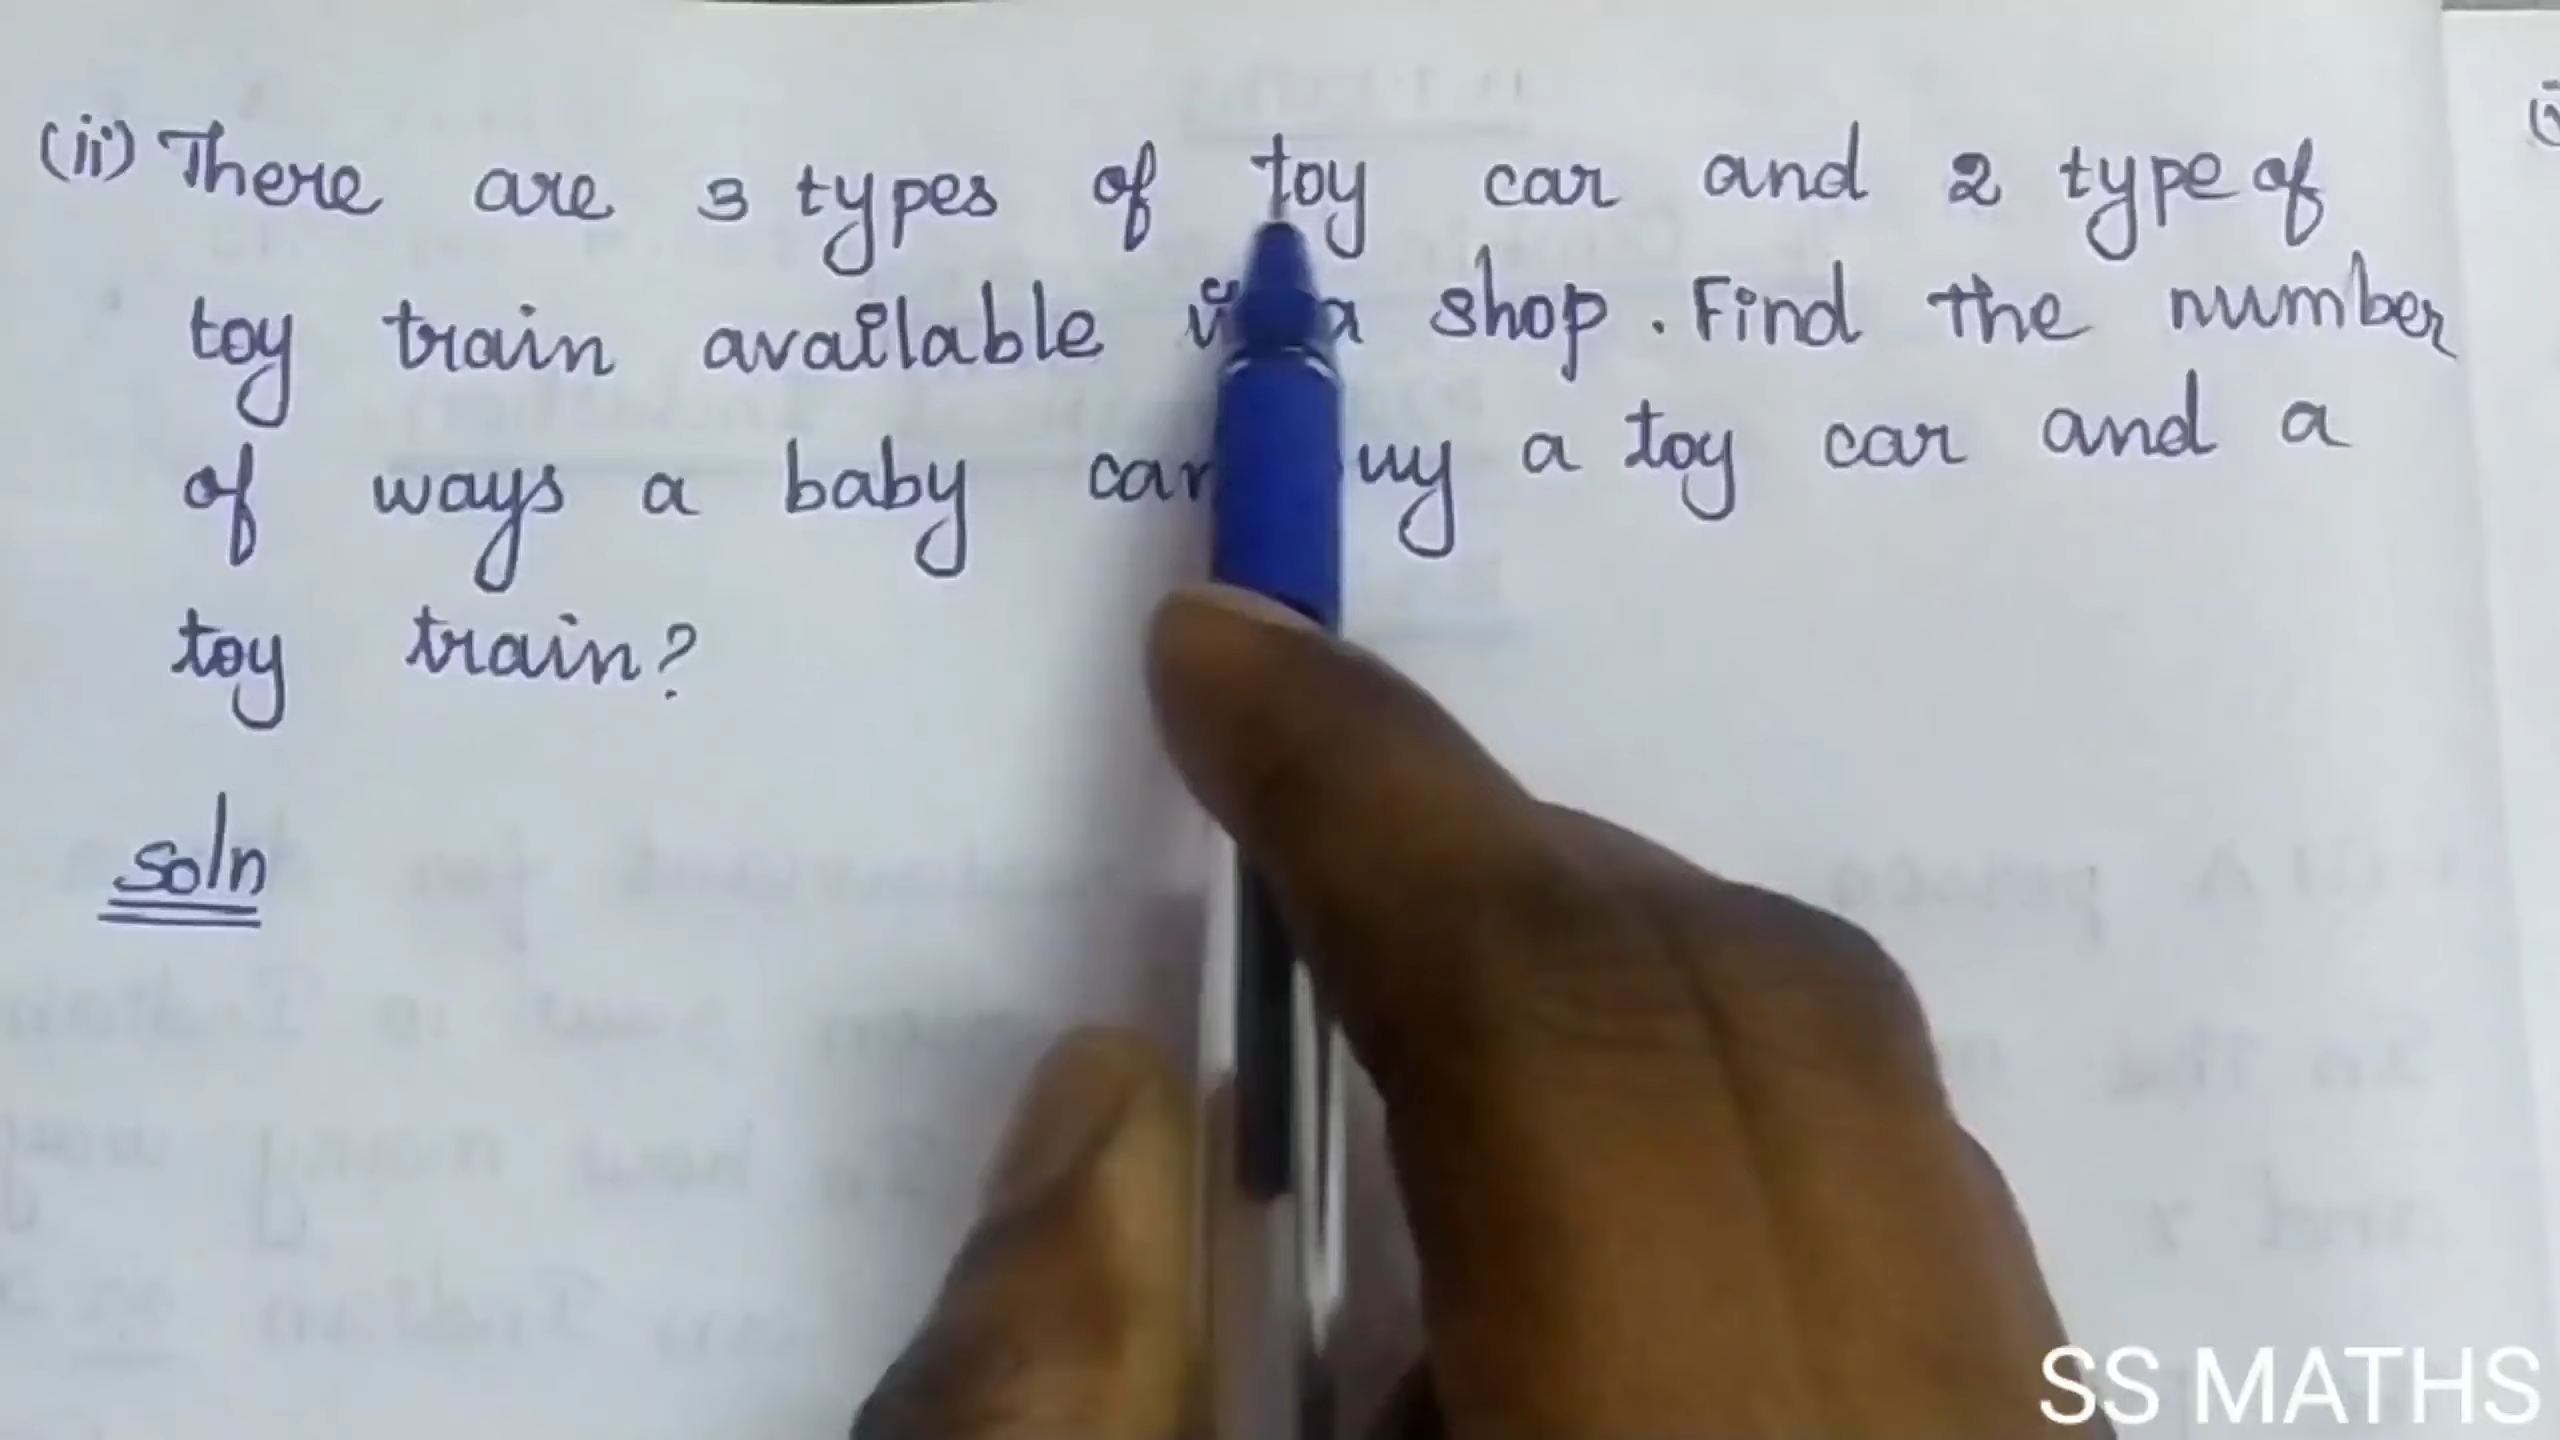 (ii) There are 3 types of toy car and 2 type of
toy train available a shop. Find the number
of ways a baby a toy car and a
toy train?
soln
SS MATHS